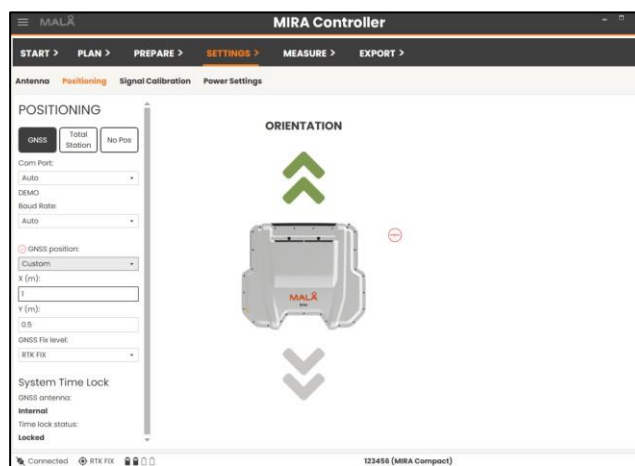 MALÅ
MIRA Controller
START > PLAN > PREPARE > SETTINGS > MEASURE > EXPORT >
Antenna Positioning Signal Calibration Power Settings
POSITIONING
GNSS
Total
Station
No Pos
Com Port:
Auto
DEMO
Baud Rate:
Auto
GNSS position:
Custom
X (m):
1
Y (m):
0.5
GNSS Fix level:
RTK FIX
System Time Lock
GNSS antenna:
Internal
Time lock status:
Locked
ORIENTATION
MALÅ
Connected RTK FIX 123456 (MIRA Compact)